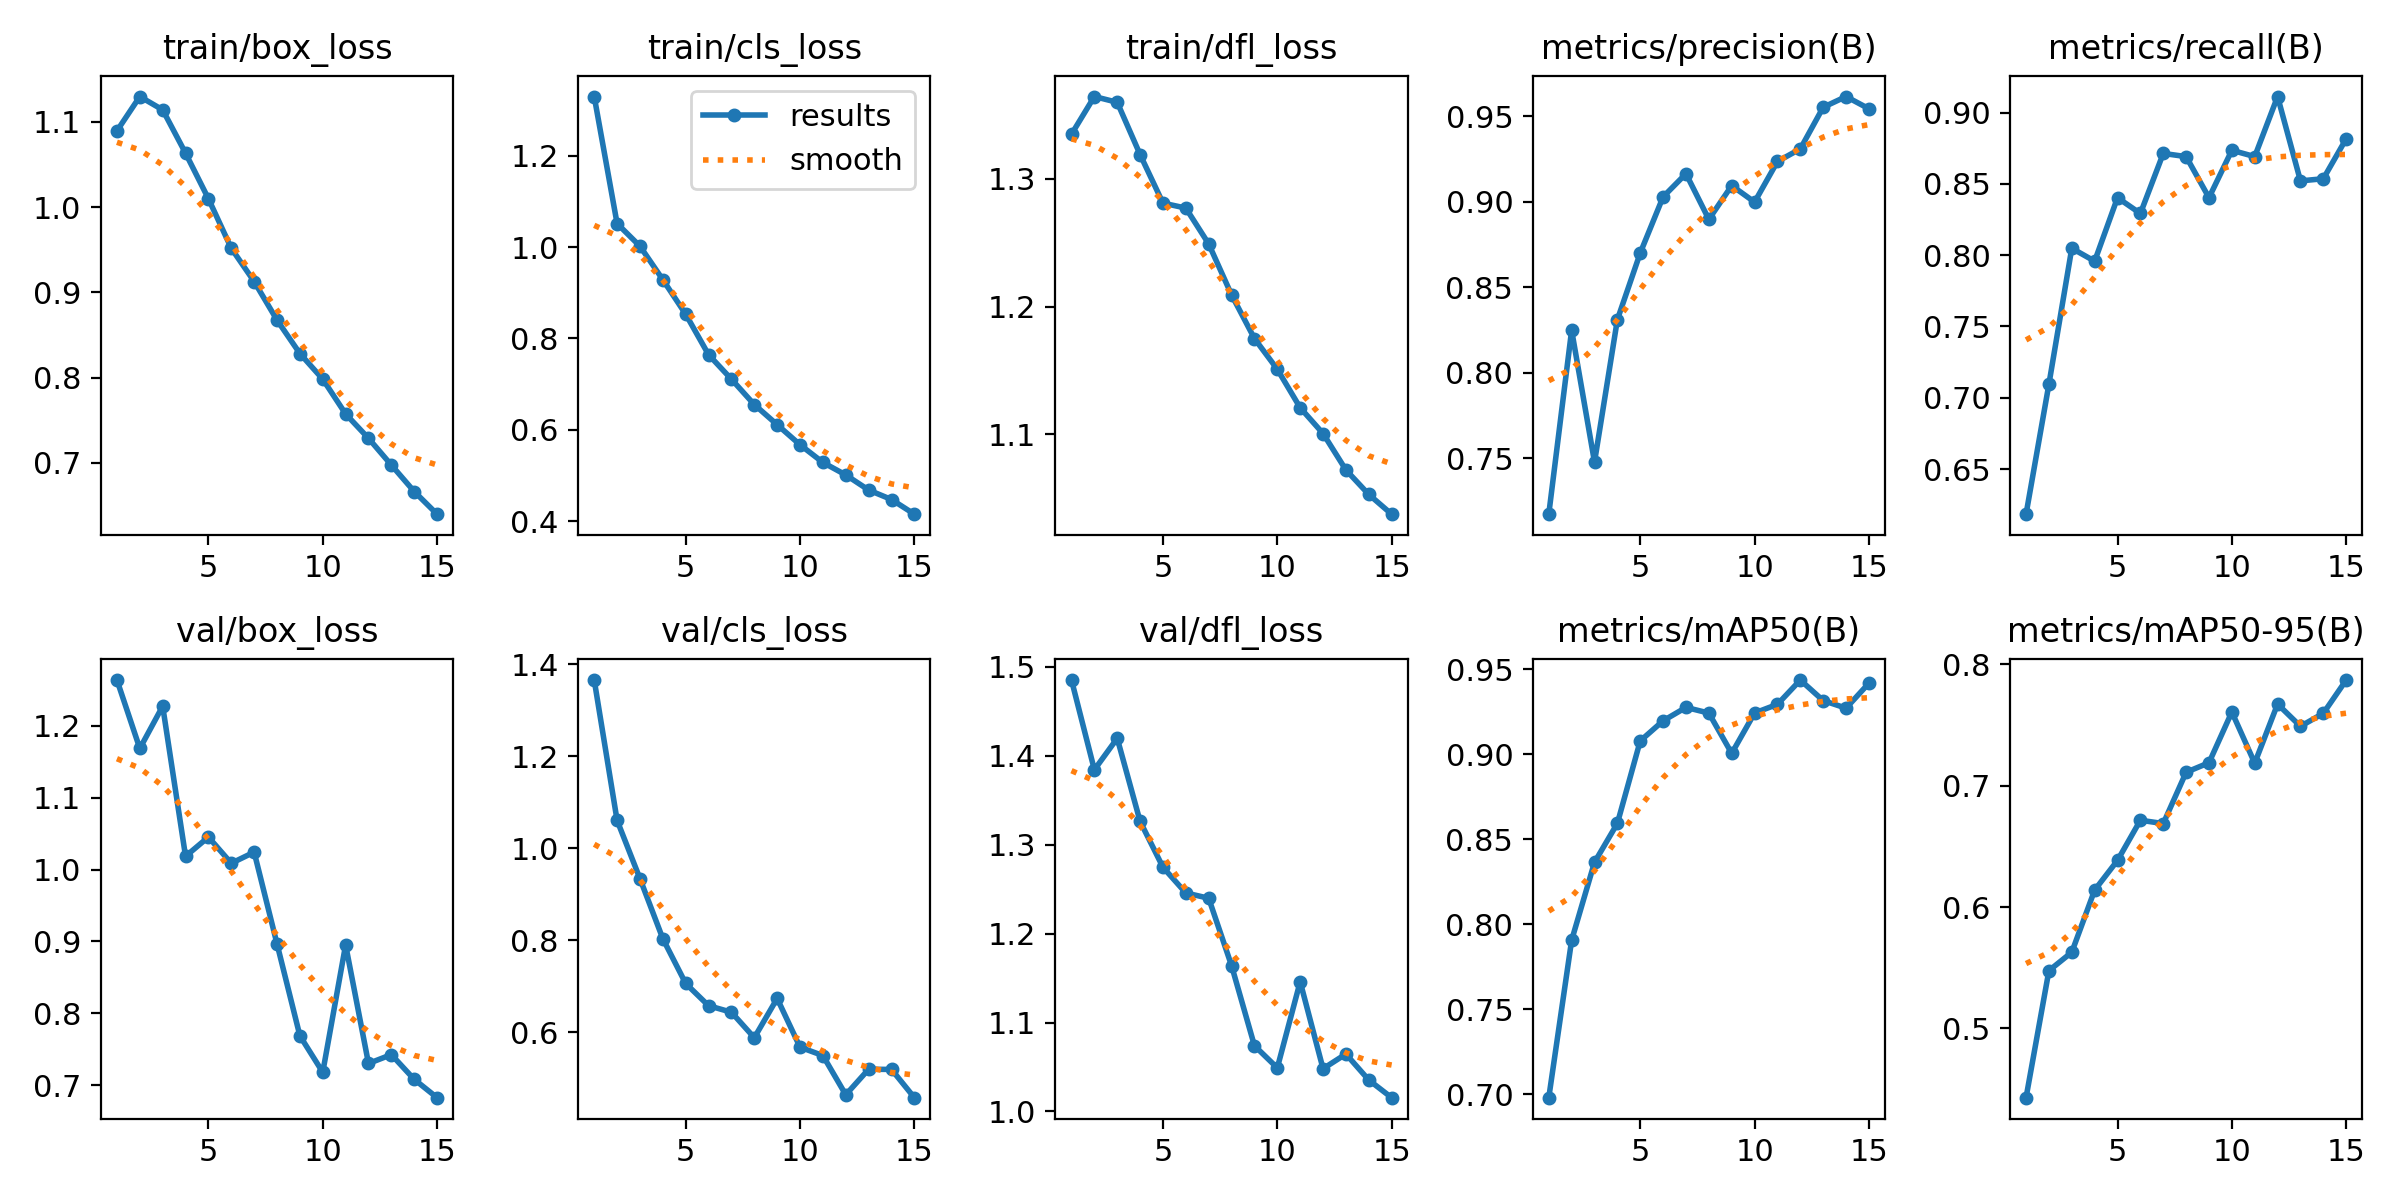 train/box_loss
1.1
1.0
0.9
0.8
0.7
5 10 15
train/cls_loss
results
smooth
1.2
1.0
0.8
0.6
0.4
5 10 15
train/dfl_loss
1.3
1.2
1.1
5 10 15
metrics/precision(B)
0.95
0.90
0.85
0.80
0.75
5 10 15
metrics/recall(B)
0.90
0.85
0.80
0.75
0.70
0.65
5 10 15
val/box_loss
1.2
1.1
1.0
0.9
0.8
0.7
5 10 15
val/cls_loss
1.4
1.2
1.0
0.8
0.6
5 10 15
val/dfl_loss
1.5
1.4
1.3
1.2
1.1
1.0
5 10 15
metrics/mAP50(B)
0.95
0.90
0.85
0.80
0.75
0.70
5 10 15
metrics/mAP50-95(B)
0.8
0.7
0.6
0.5
5 10 15